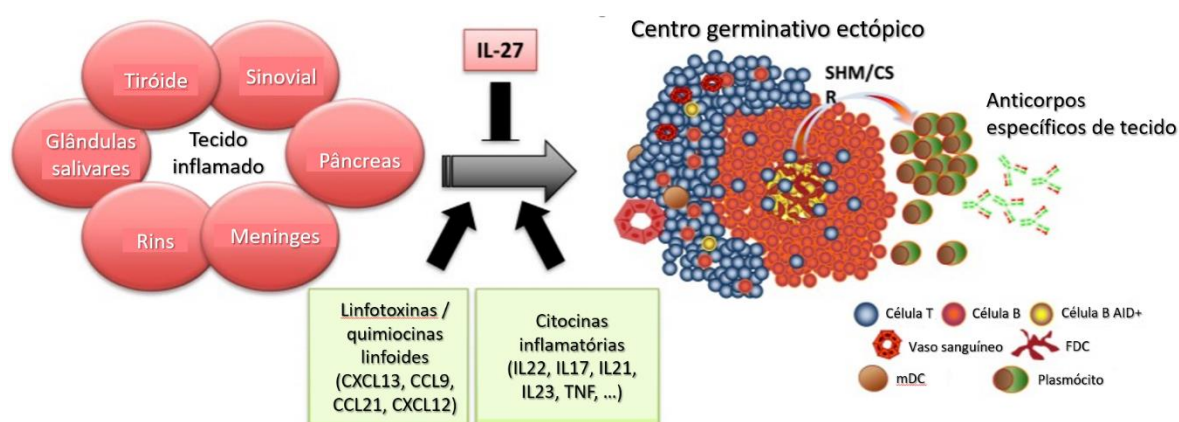 Tiróide
Sinovial
Glândulas
salivares
Tecido
inflamado
Pâncreas
Rins
Meninges
IL-27
Linfotoxinas /
quimiocinas
linfoides
(CXCL13, CCL9,
CCL21, CXCL12)
Citocinas
inflamatórias
(IL22, IL17, IL21,
IL23, TNF, ...)
Centro germinativo ectópico
SHM/CS
R
Anticorpos
específicos de tecido
Célula T
Célula B
Célula B AID+
Vaso sanguíneo
FDC
mDC
Plasmócito